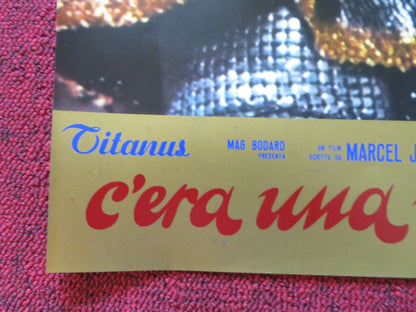 Titanus MAG BODARD UN FILM
PRESENTA SCRITTO DA MARCEL J
c'era una